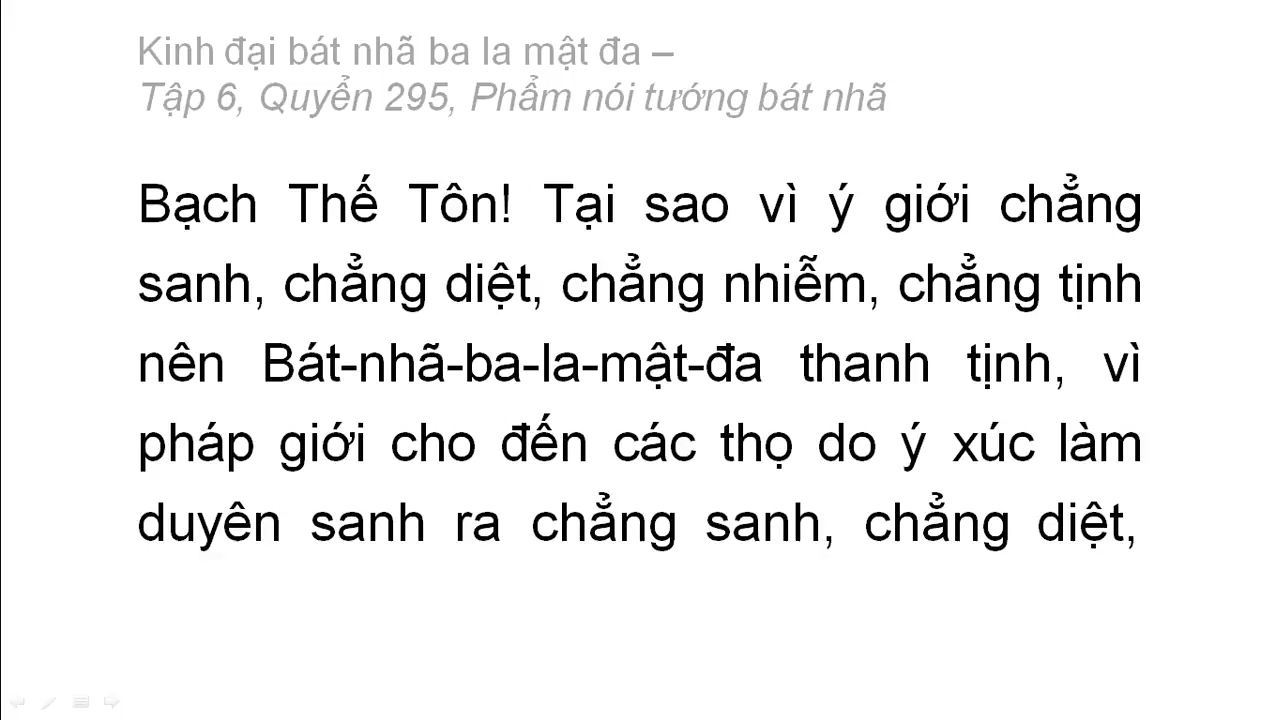 Kinh đại bát nhã ba la mật đa –
Tập 6, Quyển 295, Phẩm nói tướng bát nhã
Bạch Thế Tôn! Tại sao vì ý giới chẳng
sanh, chẳng diệt, chẳng nhiễm, chẳng tịnh
nên Bát-nhã-ba-la-mật-đa thanh tịnh, vì
pháp giới cho đến các thọ do ý xúc làm
duyên sanh ra chẳng sanh, chẳng diệt,